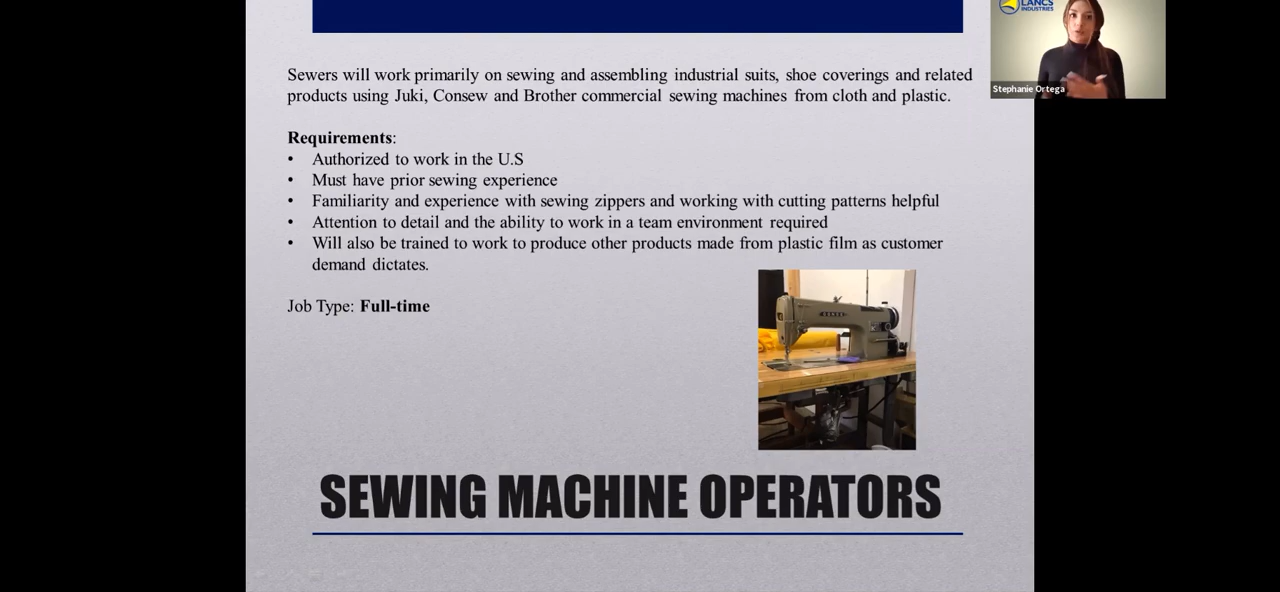 LANCS
INDUSTRIES
Stephanie Ortega
Sewers will work primarily on sewing and assembling industrial suits, shoe coverings and related
products using Juki, Consew and Brother commercial sewing machines from cloth and plastic.
Requirements:
• Authorized to work in the U.S
• Must have prior sewing experience
• Familiarity and experience with sewing zippers and working with cutting patterns helpful
• Attention to detail and the ability to work in a team environment required
• Will also be trained to work to produce other products made from plastic film as customer
demand dictates.
Job Type: Full-time
SEWING MACHINE OPERATORS